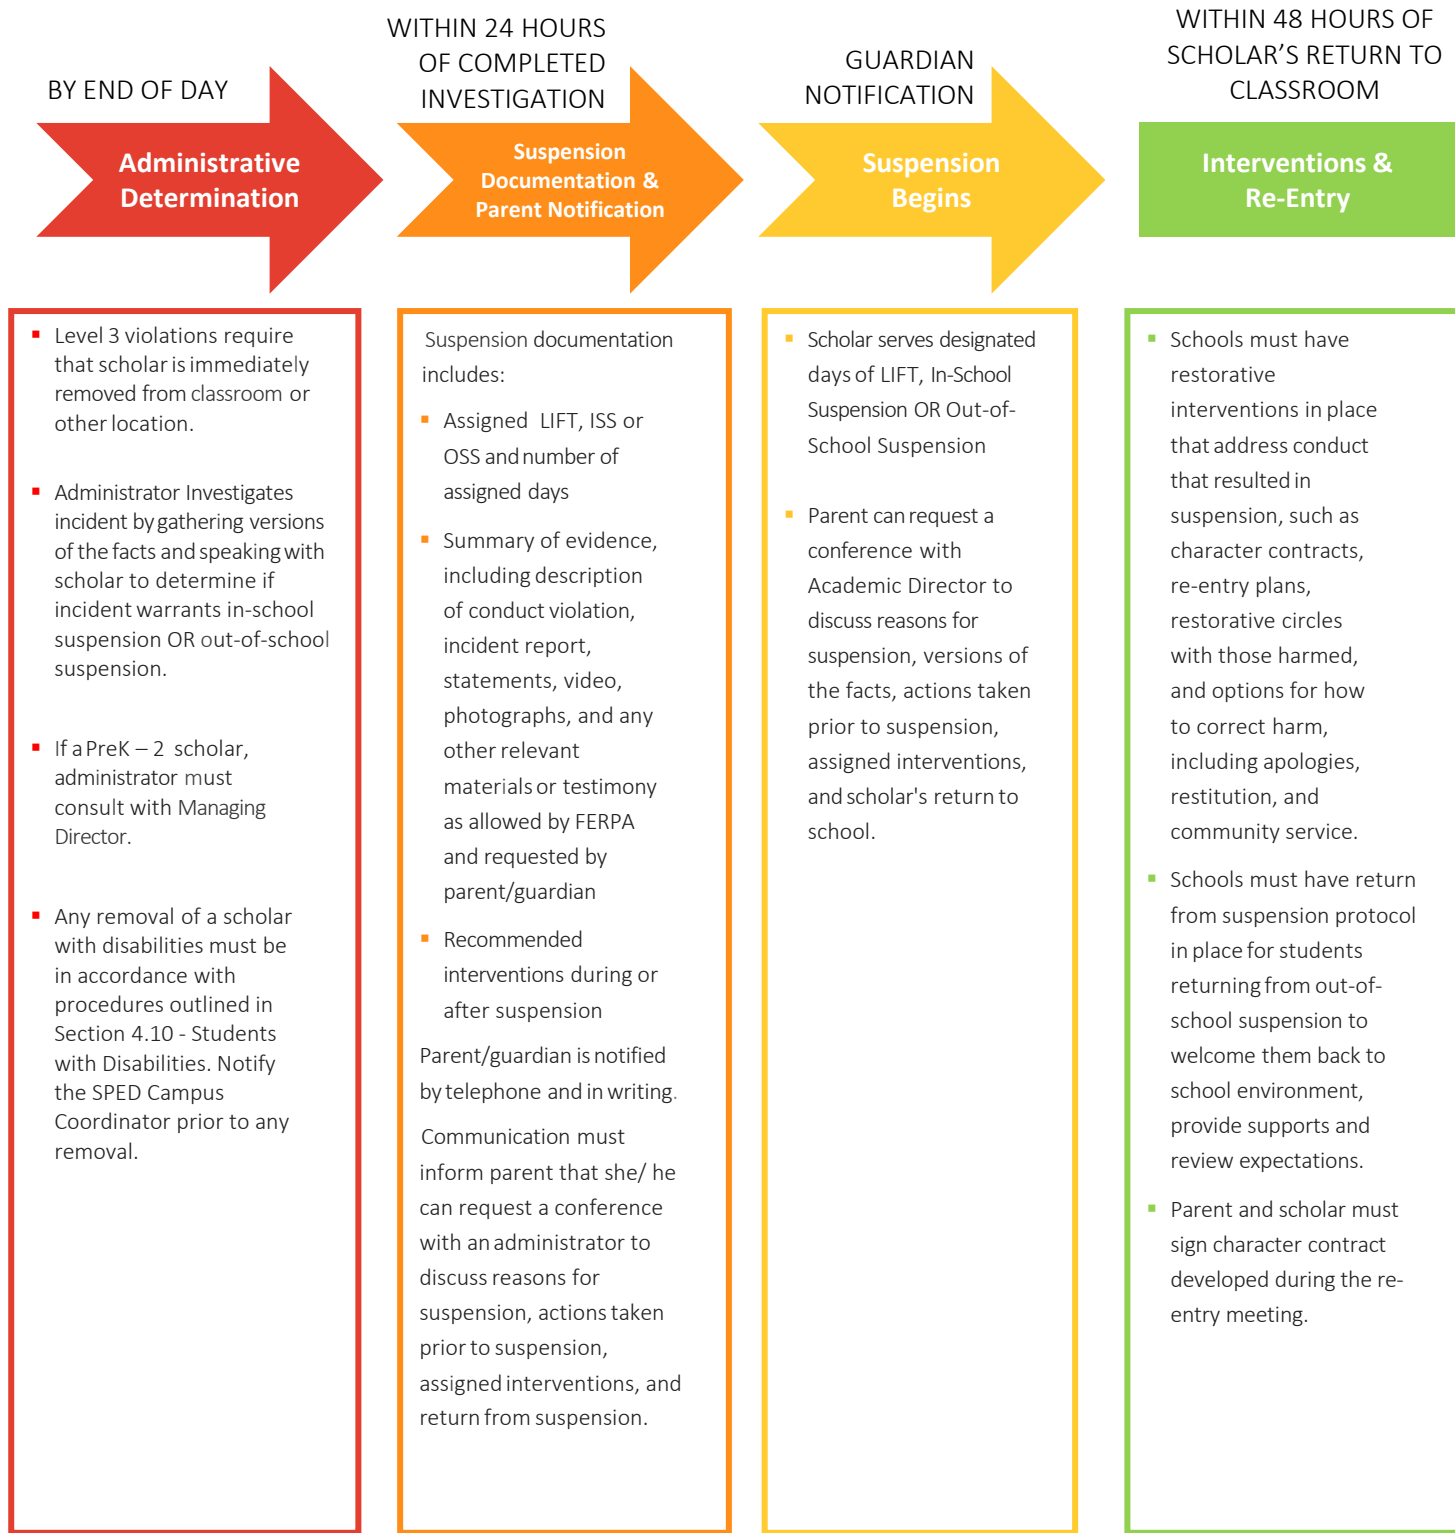 BY END OF DAY
Administrative
Determination
▪ Level 3 violations require
that scholar is immediately
removed from classroom or
other location.
▪ Administrator Investigates
incident by gathering versions
of the facts and speaking with
scholar to determine if
incident warrants in-school
suspension OR out-of-school
suspension.
▪ If a PreK – 2 scholar,
administrator must
consult with Managing
Director.
▪ Any removal of a scholar
with disabilities must be
in accordance with
procedures outlined in
Section 4.10 - Students
with Disabilities. Notify
the SPED Campus
Coordinator prior to any
removal.
WITHIN 24 HOURS
OF COMPLETED
INVESTIGATION
Suspension
Documentation &
Parent Notification
Suspension documentation
includes:
▪ Assigned LIFT, ISS or
OSS and number of
assigned days
▪ Summary of evidence,
including description
of conduct violation,
incident report,
statements, video,
photographs, and any
other relevant
materials or testimony
as allowed by FERPA
and requested by
parent/guardian
▪ Recommended
interventions during or
after suspension
Parent/guardian is notified
by telephone and in writing.
Communication must
inform parent that she/ he
can request a conference
with an administrator to
discuss reasons for
suspension, actions taken
prior to suspension,
assigned interventions, and
return from suspension.
GUARDIAN
NOTIFICATION
Suspension
Begins
▪ Scholar serves designated
days of LIFT, In-School
Suspension OR Out-of-
School Suspension
▪ Parent can request a
conference with
Academic Director to
discuss reasons for
suspension, versions of
the facts, actions taken
prior to suspension,
assigned interventions,
and scholar's return to
school.
WITHIN 48 HOURS OF
SCHOLAR’S RETURN TO
CLASSROOM
Interventions &
Re-Entry
▪ Schools must have
restorative
interventions in place
that address conduct
that resulted in
suspension, such as
character contracts,
re-entry plans,
restorative circles
with those harmed,
and options for how
to correct harm,
including apologies,
restitution, and
community service.
▪ Schools must have return
from suspension protocol
in place for students
returning from out-of-
school suspension to
welcome them back to
school environment,
provide supports and
review expectations.
▪ Parent and scholar must
sign character contract
developed during the re-
entry meeting.